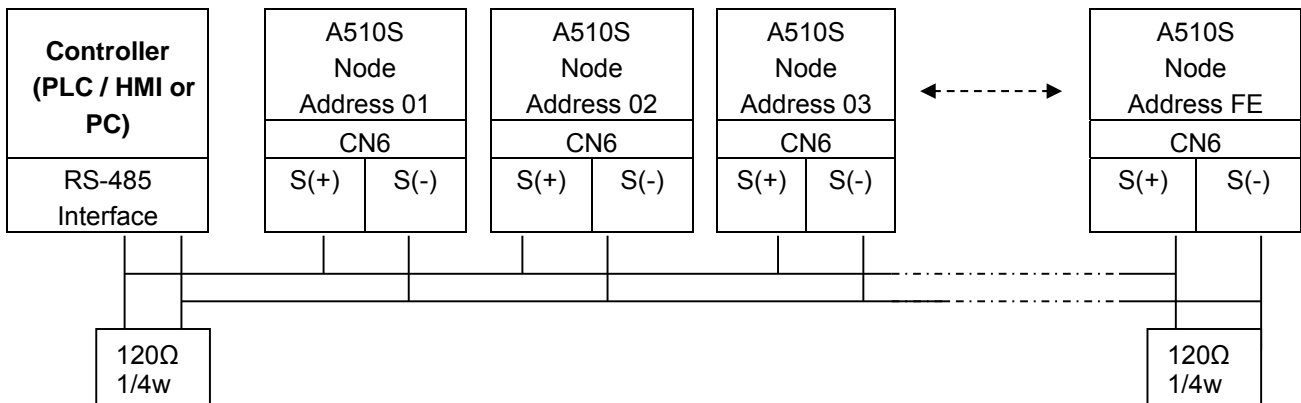 Controller
(PLC / HMI or
PC)
RS-485
Interface
A510S
Node
Address 01
CN6
S(+) S(-)
A510S
Node
Address 02
CN6
S(+) S(-)
A510S
Node
Address 03
CN6
S(+) S(-)
A510S
Node
Address FE
CN6
S(+) S(-)
120Ω
1/4w
120Ω
1/4w